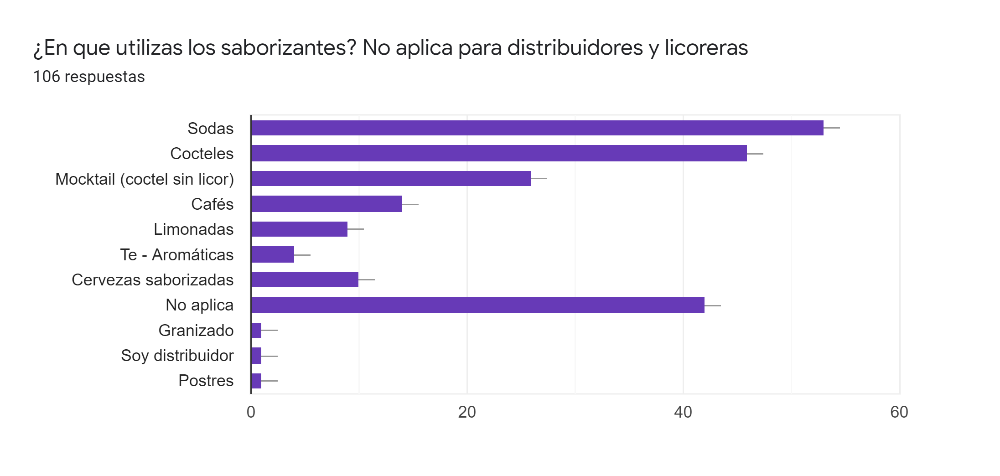 ¿En que utilizas los saborizantes? No aplica para distribuidores y licoreras
106 respuestas
Sodas
Cocteles
Mocktail (coctel sin licor)
Cafés
Limonadas
Te - Aromáticas
Cervezas saborizadas
No aplica
Granizado
Soy distribuidor
Postres
0 20 40 60